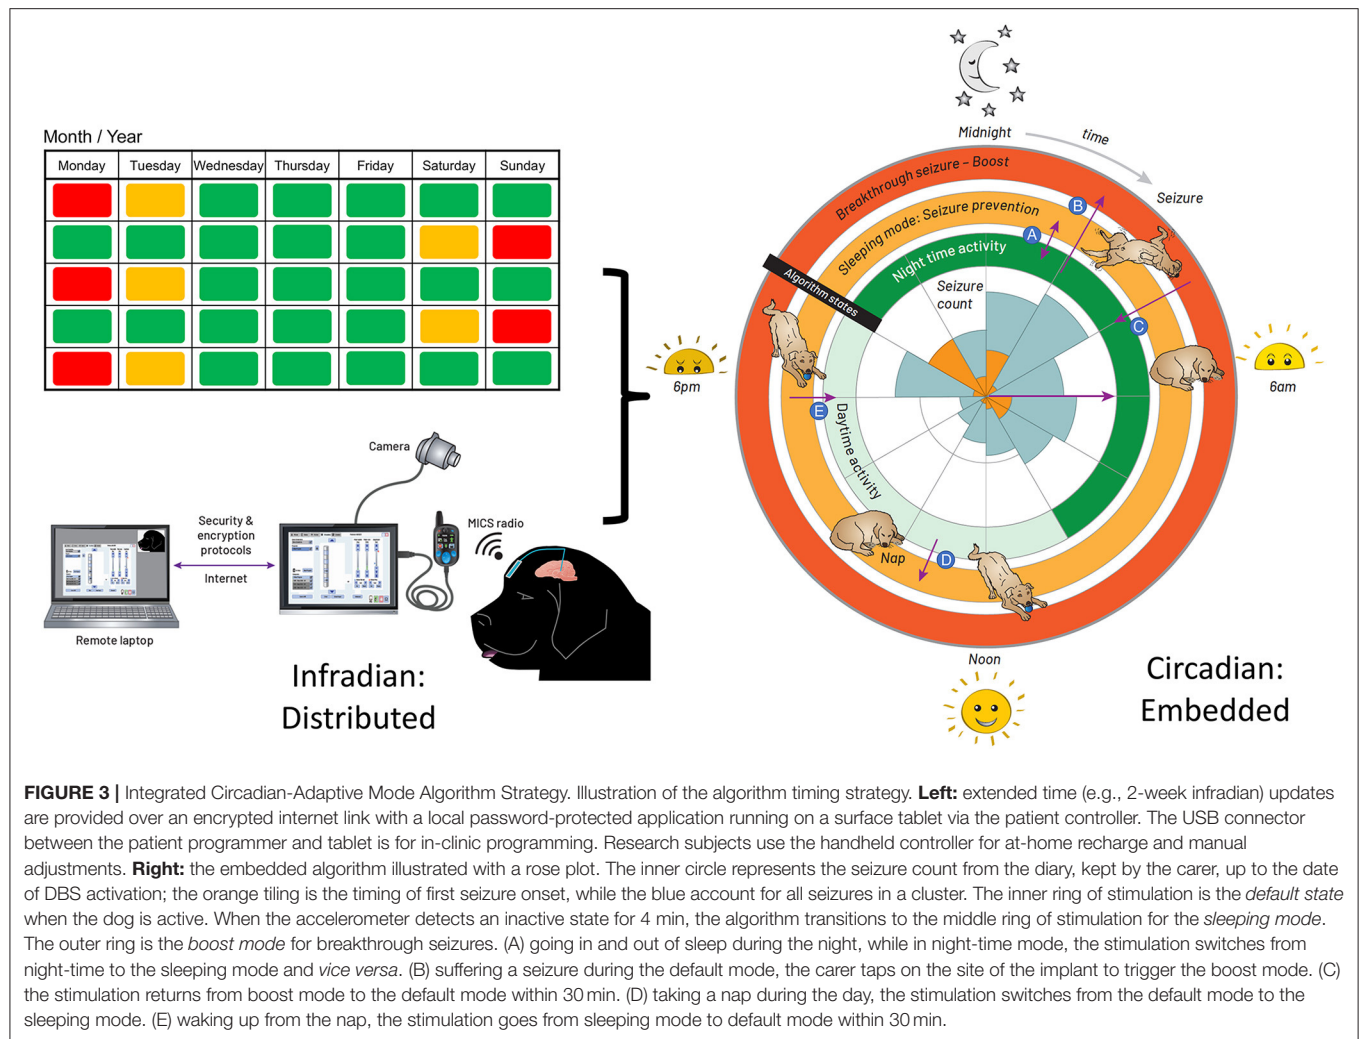 Month / Year
Monday Tuesday Wednesday Thursday Friday Saturday Sunday
Camera
Security &
encryption
protocols
Internet
MICS radio
Remote laptop
Infradian:
Distributed
Midnight
time
Seizure
Breakthrough seizure – Boost
Sleeping mode: Seizure prevention
Night time activity
Algorithm states
Seizure
count
A
B
C
6pm
6am
E
Daytime activity
Nap
D
Noon
Circadian:
Embedded
FIGURE 3 | Integrated Circadian-Adaptive Mode Algorithm Strategy. Illustration of the algorithm timing strategy. Left: extended time (e.g., 2-week infradian) updates
are provided over an encrypted internet link with a local password-protected application running on a surface tablet via the patient controller. The USB connector
between the patient programmer and tablet is for in-clinic programming. Research subjects use the handheld controller for at-home recharge and manual
adjustments. Right: the embedded algorithm illustrated with a rose plot. The inner circle represents the seizure count from the diary, kept by the carer, up to the date
of DBS activation; the orange tiling is the timing of first seizure onset, while the blue account for all seizures in a cluster. The inner ring of stimulation is the default state
when the dog is active. When the accelerometer detects an inactive state for 4 min, the algorithm transitions to the middle ring of stimulation for the sleeping mode.
The outer ring is the boost mode for breakthrough seizures. (A) going in and out of sleep during the night, while in night-time mode, the stimulation switches from
night-time to the sleeping mode and vice versa. (B) suffering a seizure during the default mode, the carer taps on the site of the implant to trigger the boost mode. (C)
the stimulation returns from boost mode to the default mode within 30 min. (D) taking a nap during the day, the stimulation switches from the default mode to the
sleeping mode. (E) waking up from the nap, the stimulation goes from sleeping mode to default mode within 30 min.